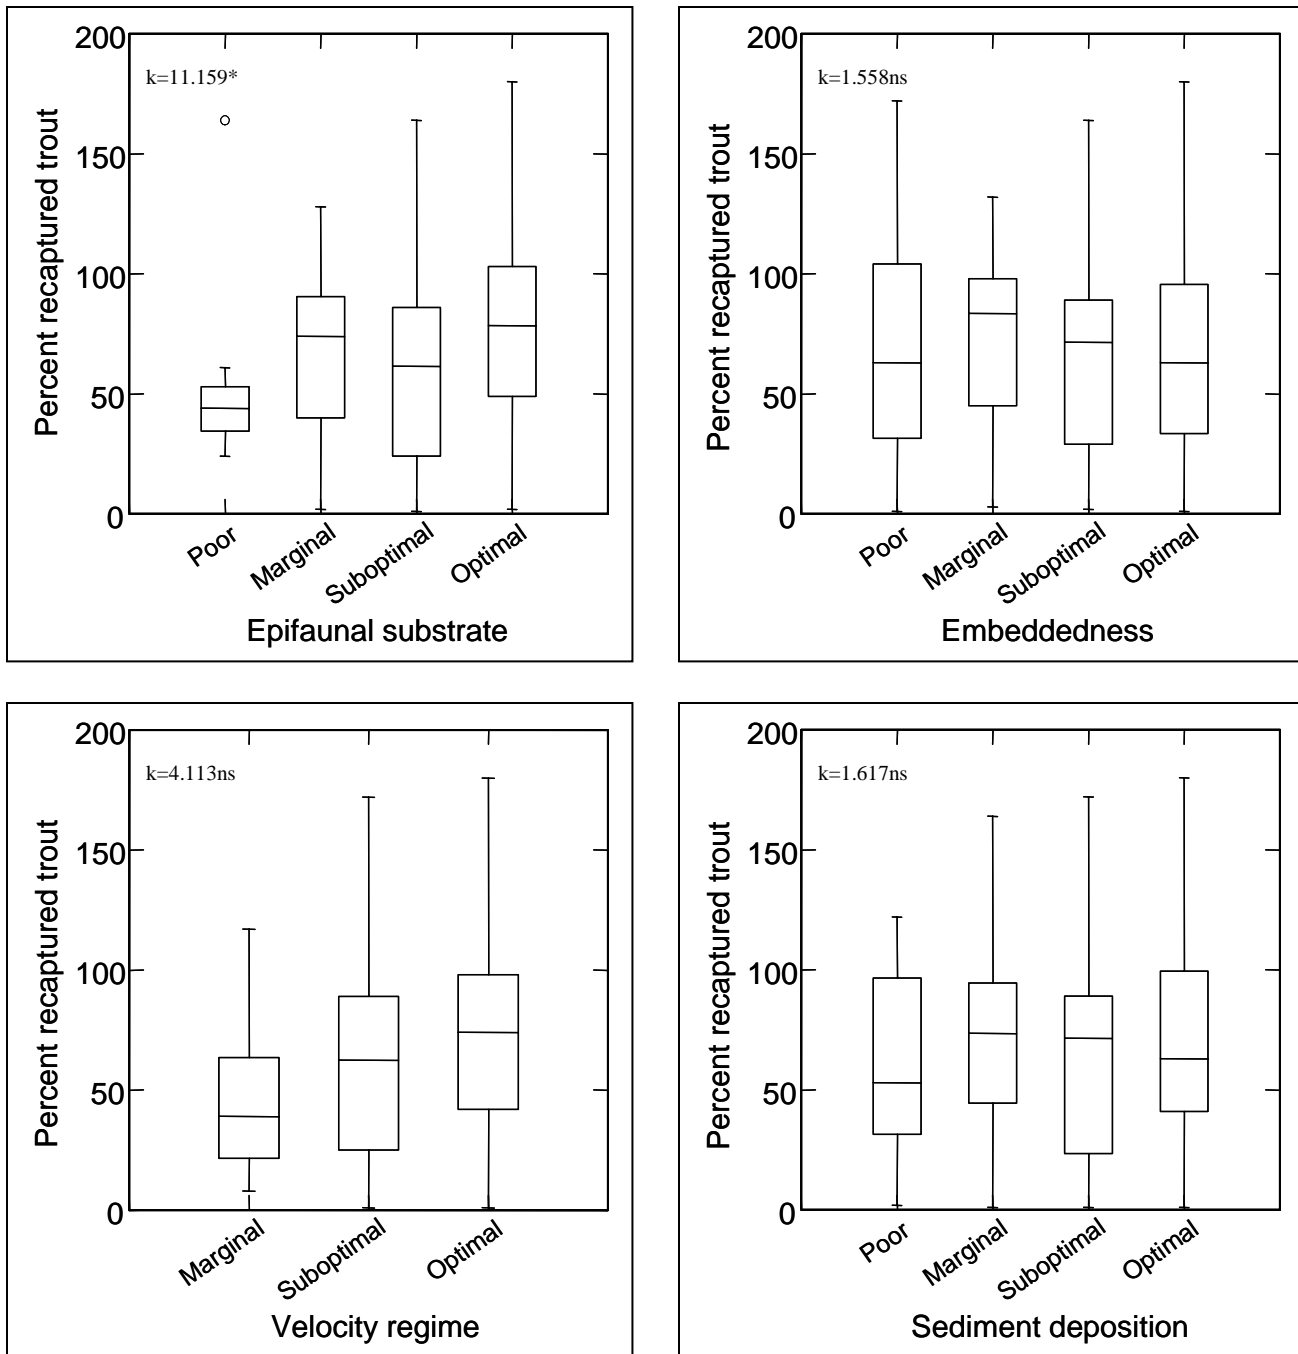 200
150
100
50
0
k=11.159*
Percent recaptured trout
Poor
Marginal
Suboptimal
Optimal
Epifaunal substrate
200
150
100
50
0
k=1.558ns
Percent recaptured trout
Poor
Marginal
Suboptimal
Optimal
Embeddedness
200
150
100
50
0
k=4.113ns
Percent recaptured trout
Marginal
Suboptimal
Optimal
Velocity regime
200
150
100
50
0
k=1.617ns
Percent recaptured trout
Poor
Marginal
Suboptimal
Optimal
Sediment deposition